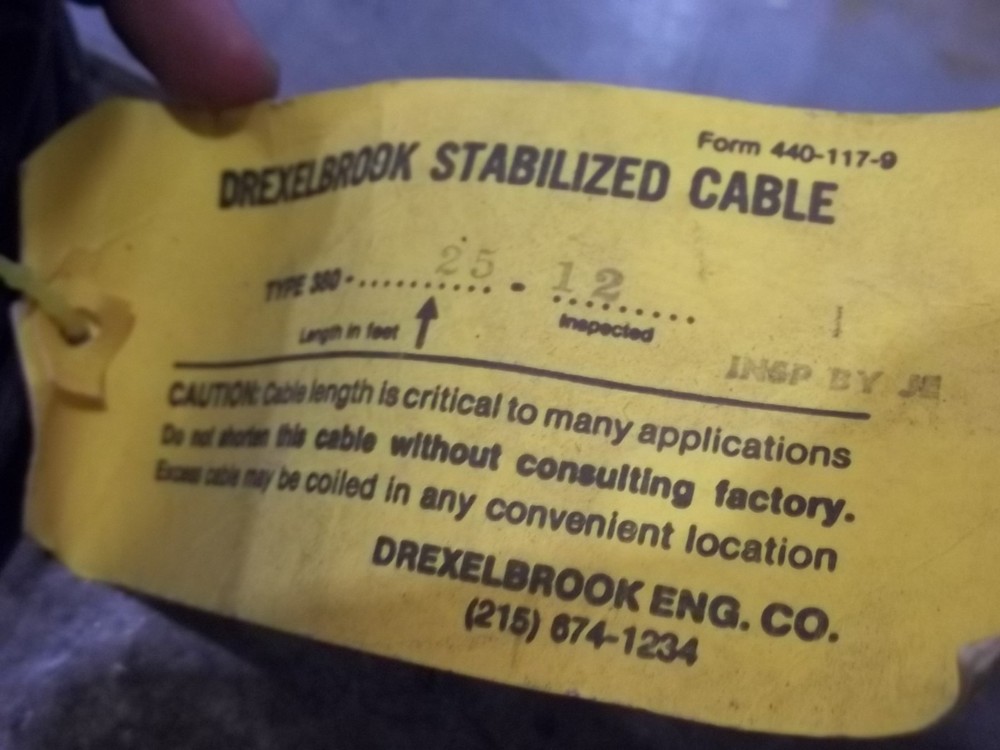 Form 440-117-9
DREXELBROOK STABILIZED CABLE
TYPE 380-.............-............
25 12
Length in feet Inspected
INSP BY JE
CAUTION: Cable length is critical to many applications
Do not shorten this cable without consulting factory.
Excess cable may be coiled in any convenient location
DREXELBROOK ENG. CO.
(215) 674-1234